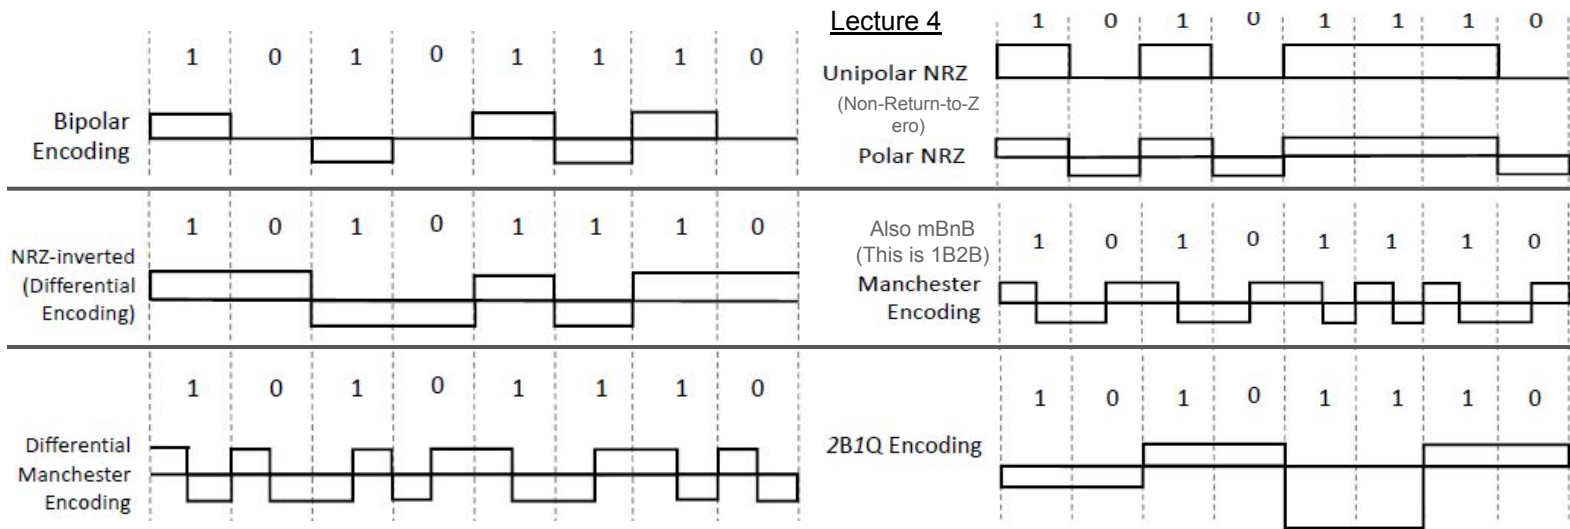 Lecture 4
1 0 1 0 1 1 1 0
Bipolar
Encoding
1 0 1 0 1 1 1 0
Unipolar NRZ
(Non-Return-to-Z
ero)
Polar NRZ
1 0 1 0 1 1 1 0
NRZ-inverted
(Differential
Encoding)
Also mBnB
(This is 1B2B)
1 0 1 0 1 1 1 0
Manchester
Encoding
1 0 1 0 1 1 1 0
Differential
Manchester
Encoding
1 0 1 0 1 1 1 0
2B1Q Encoding